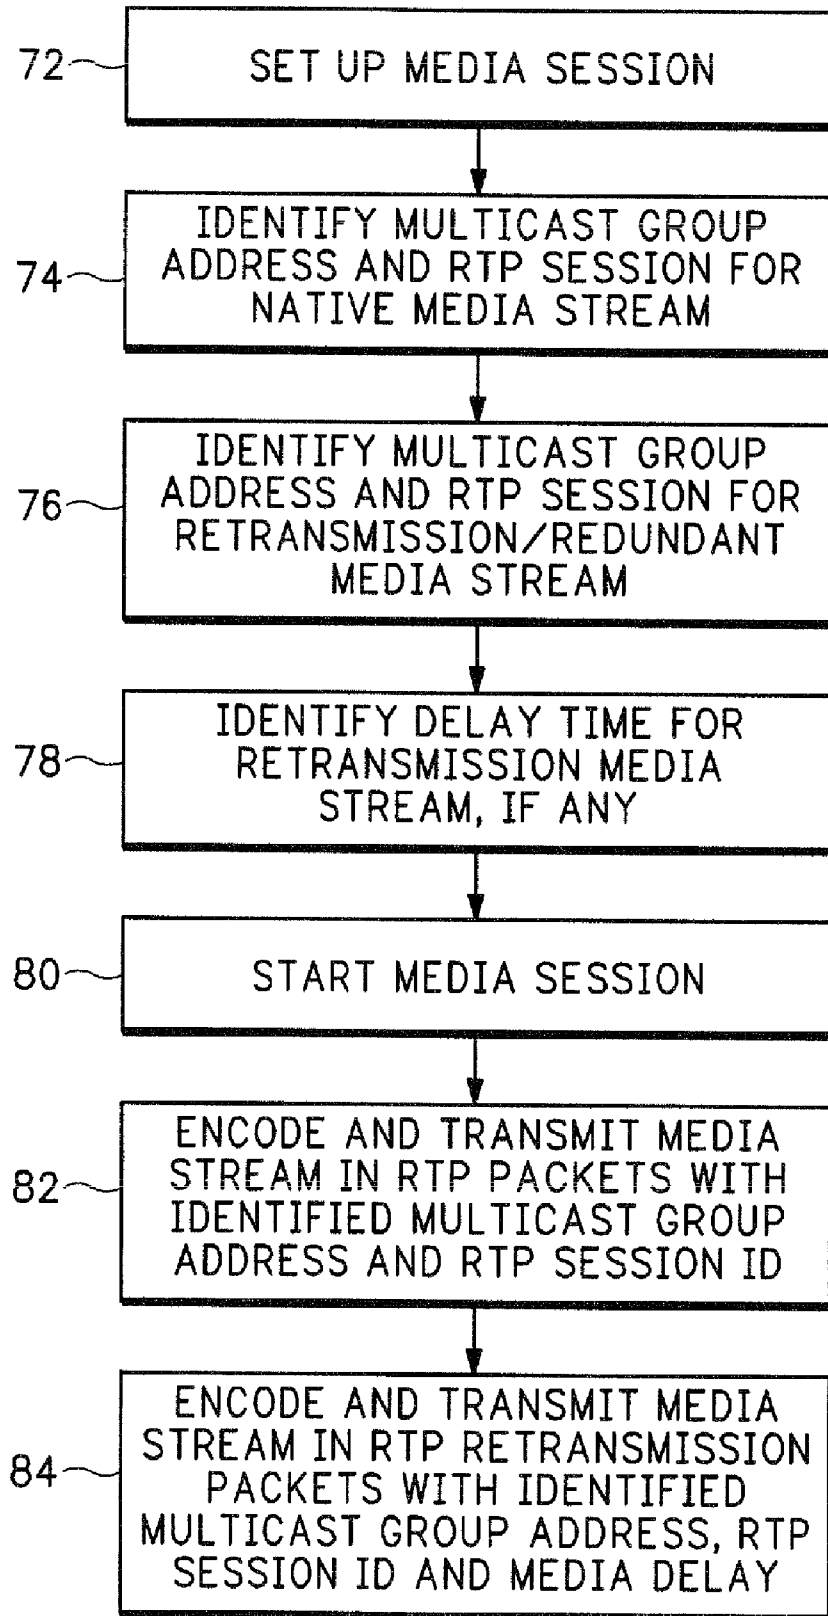 72
SET UP MEDIA SESSION
74
IDENTIFY MULTICAST GROUP
ADDRESS AND RTP SESSION FOR
NATIVE MEDIA STREAM
76
IDENTIFY MULTICAST GROUP
ADDRESS AND RTP SESSION FOR
RETRANSMISSION/REDUNDANT
MEDIA STREAM
78
IDENTIFY DELAY TIME FOR
RETRANSMISSION MEDIA
STREAM, IF ANY
80
START MEDIA SESSION
82
ENCODE AND TRANSMIT MEDIA
STREAM IN RTP PACKETS WITH
IDENTIFIED MULTICAST GROUP
ADDRESS AND RTP SESSION ID
84
ENCODE AND TRANSMIT MEDIA
STREAM IN RTP RETRANSMISSION
PACKETS WITH IDENTIFIED
MULTICAST GROUP ADDRESS, RTP
SESSION ID AND MEDIA DELAY